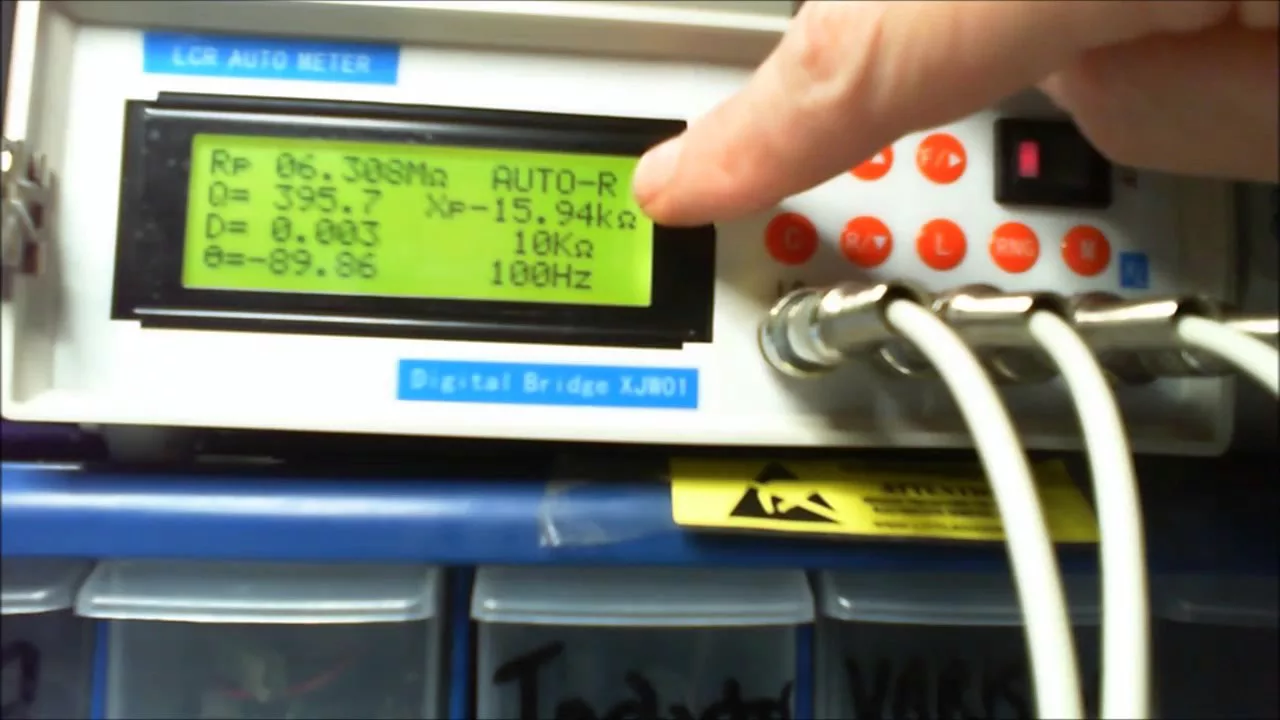 LCR AUTO METER
Rp 06.308MΩ AUTO-R
Q= 395.7 Xp-15.94kΩ
D= 0.003 10KΩ
θ=-89.86 100Hz
F/▶
C R/▼ L RNG M
Digital Bridge XJW01
ATTENTION